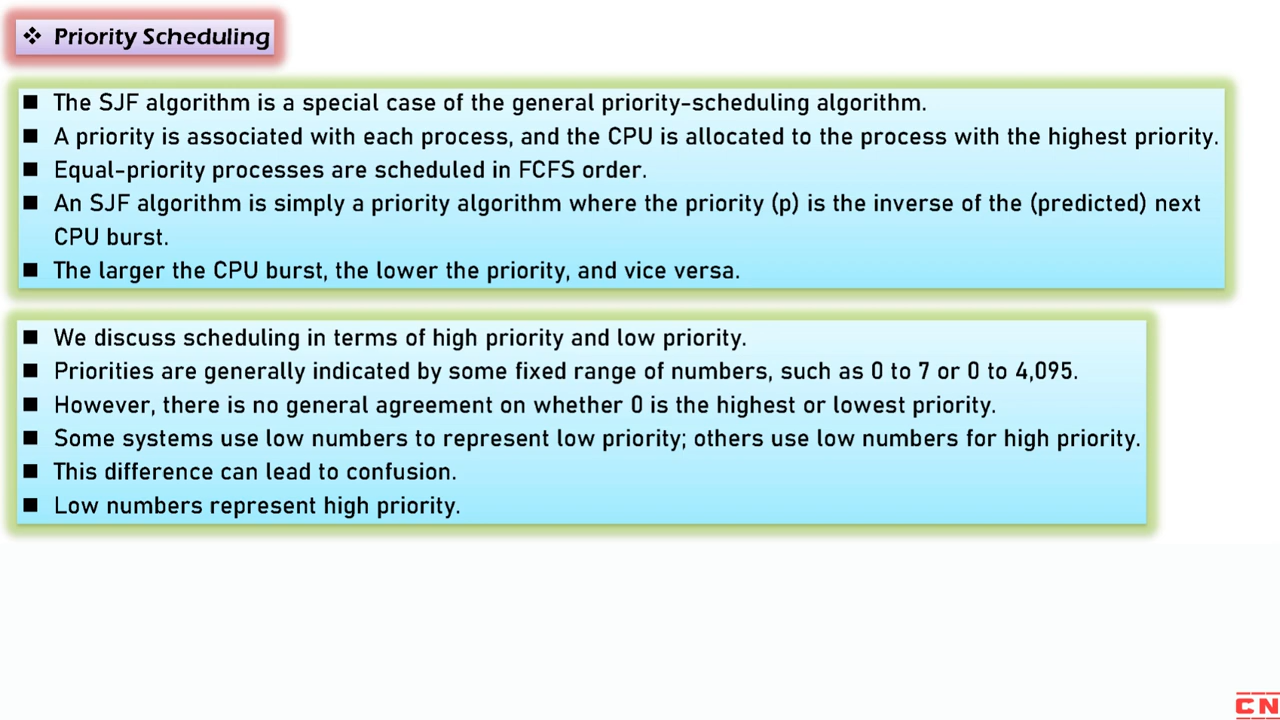 ❖ Priority Scheduling
■ The SJF algorithm is a special case of the general priority-scheduling algorithm.
■ A priority is associated with each process, and the CPU is allocated to the process with the highest priority.
■ Equal-priority processes are scheduled in FCFS order.
■ An SJF algorithm is simply a priority algorithm where the priority (p) is the inverse of the (predicted) next
CPU burst.
■ The larger the CPU burst, the lower the priority, and vice versa.
■ We discuss scheduling in terms of high priority and low priority.
■ Priorities are generally indicated by some fixed range of numbers, such as 0 to 7 or 0 to 4,095.
■ However, there is no general agreement on whether 0 is the highest or lowest priority.
■ Some systems use low numbers to represent low priority; others use low numbers for high priority.
■ This difference can lead to confusion.
■ Low numbers represent high priority.
CN